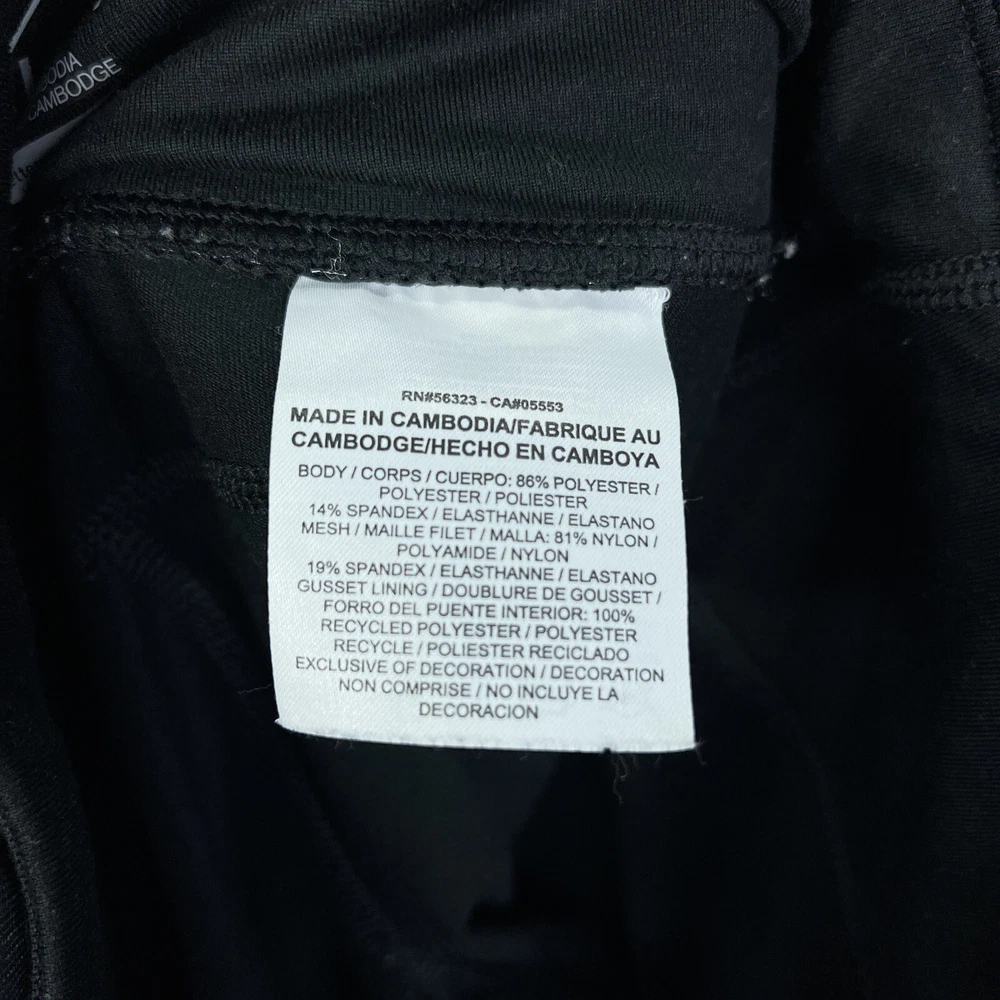 CAMBODGE
RN#56323 - CA#05553
MADE IN CAMBODIA/FABRIQUE AU
CAMBODGE/HECHO EN CAMBOYA
BODY / CORPS / CUERPO: 86% POLYESTER /
POLYESTER / POLIESTER
14% SPANDEX / ELASTHANNE / ELASTANO
MESH / MAILLE FILET / MALLA: 81% NYLON /
POLYAMIDE / NYLON
19% SPANDEX / ELASTHANNE / ELASTANO
GUSSET LINING / DOUBLURE DE GOUSSET /
FORRO DEL PUENTE INTERIOR: 100%
RECYCLED POLYESTER / POLYESTER
RECYCLE / POLIESTER RECICLADO
EXCLUSIVE OF DECORATION / DECORATION
NON COMPRISE / NO INCLUYE LA
DECORACION